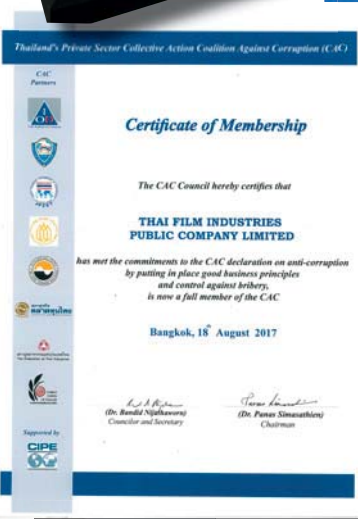 Thailand's Private Sector Collective Action Coalition Against Corruption (CAC)
CAC
Partners
Certificate of Membership
The CAC Council hereby certifies that
THAI FILM INDUSTRIES
PUBLIC COMPANY LIMITED
has met the commitments to the CAC declaration on anti-corruption
by putting in place good business principles
and control against bribery,
is now a full member of the CAC
Bangkok, 18th August 2017
(Dr. Bandid Nijathaworn)
Councilor and Secretary
(Dr. Panas Simasathien)
Chairman
Supported by
CIPE